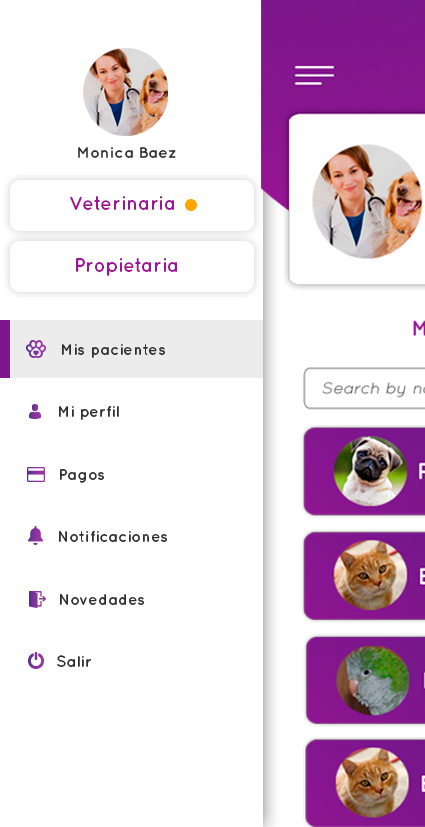 Monica Baez
Veterinaria
Propietaria
Mis pacientes
Mi perfil
Pagos
Notificaciones
Novedades
Salir
M
Search by